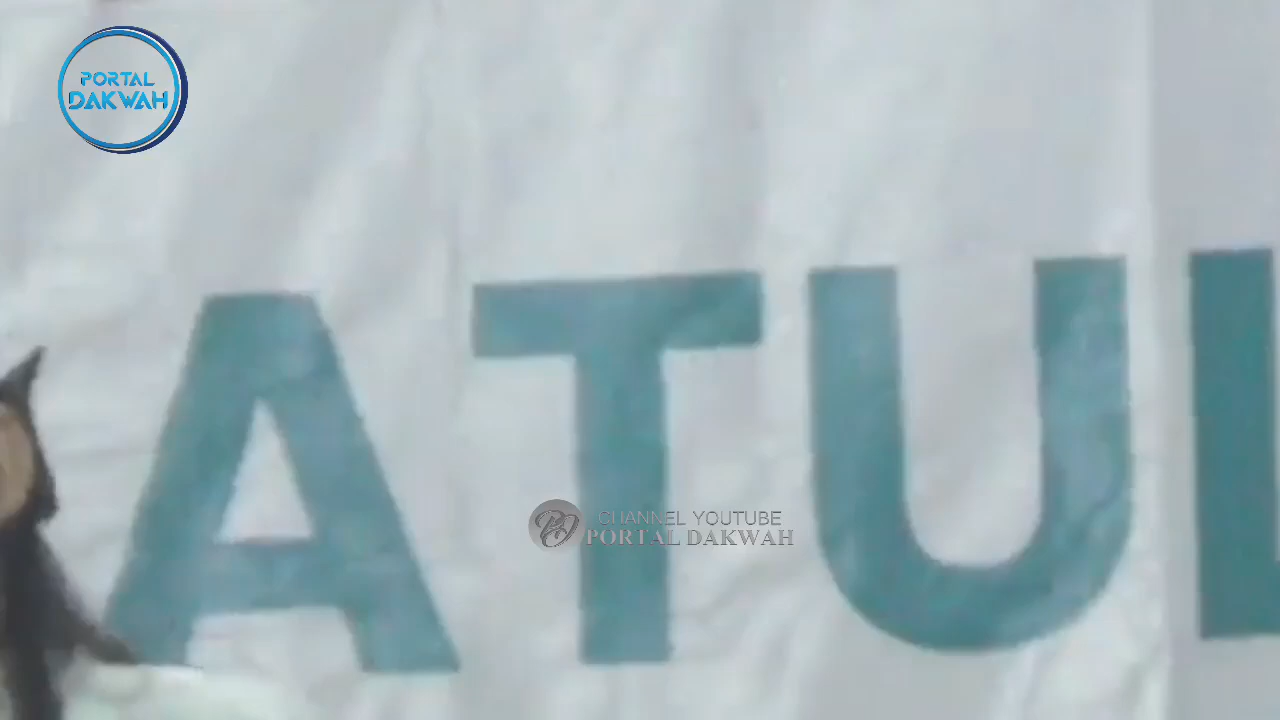 PORTAL
DAKWAH
ATU
CHANNEL YOUTUBE
PORTAL DAKWAH